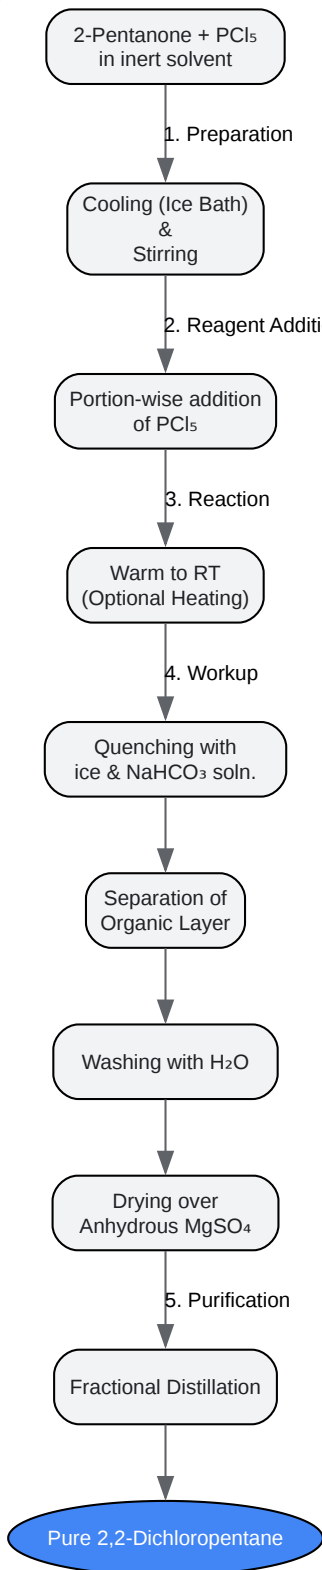 2-Pentanone + PCl₅
in inert solvent
1. Preparation
Cooling (Ice Bath)
&
Stirring
2. Reagent Additi
Portion-wise addition
of PCl₅
3. Reaction
Warm to RT
(Optional Heating)
4. Workup
Quenching with
ice & NaHCO₃ soln.
Separation of
Organic Layer
Washing with H₂O
Drying over
Anhydrous MgSO₄
5. Purification
Fractional Distillation
Pure 2,2-Dichloropentane